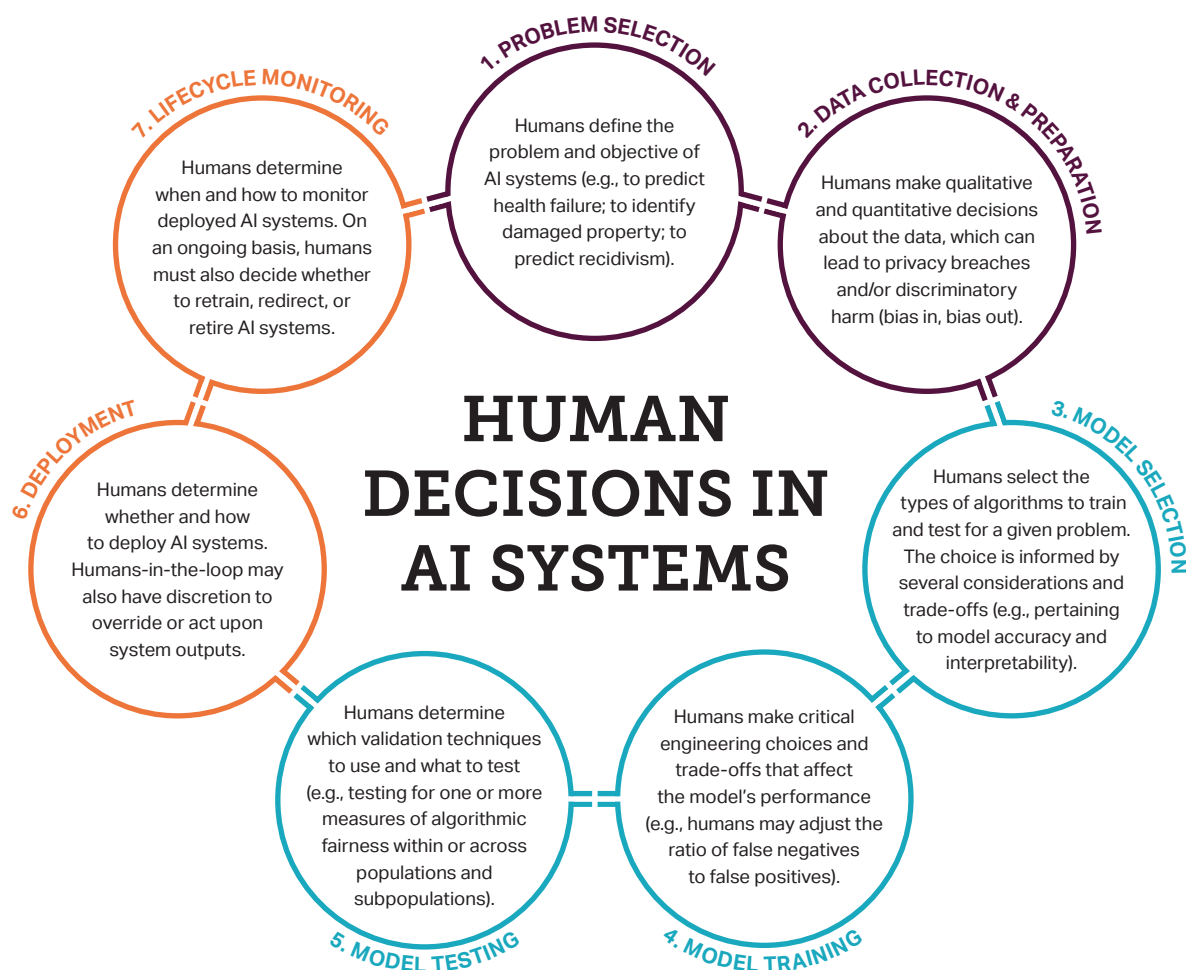 HUMAN
DECISIONS IN
AI SYSTEMS
1. PROBLEM SELECTION
Humans define the
problem and objective of
AI systems (e.g., to predict
health failure; to identify
damaged property; to
predict recidivism).
2. DATA COLLECTION & PREPARATION
Humans make qualitative
and quantitative decisions
about the data, which can
lead to privacy breaches
and/or discriminatory
harm (bias in, bias out).
3. MODEL SELECTION
Humans select the
types of algorithms to train
and test for a given problem.
The choice is informed by
several considerations and
trade-offs (e.g., pertaining
to model accuracy and
interpretability).
4. MODEL TRAINING
Humans make critical
engineering choices and
trade-offs that affect
the model’s performance
(e.g., humans may adjust the
ratio of false negatives
to false positives).
5. MODEL TESTING
Humans determine
which validation techniques
to use and what to test
(e.g., testing for one or more
measures of algorithmic
fairness within or across
populations and
subpopulations).
6. DEPLOYMENT
Humans determine
whether and how
to deploy AI systems.
Humans-in-the-loop may
also have discretion to
override or act upon
system outputs.
7. LIFECYCLE MONITORING
Humans determine
when and how to monitor
deployed AI systems. On
an ongoing basis, humans
must also decide whether
to retrain, redirect, or
retire AI systems.